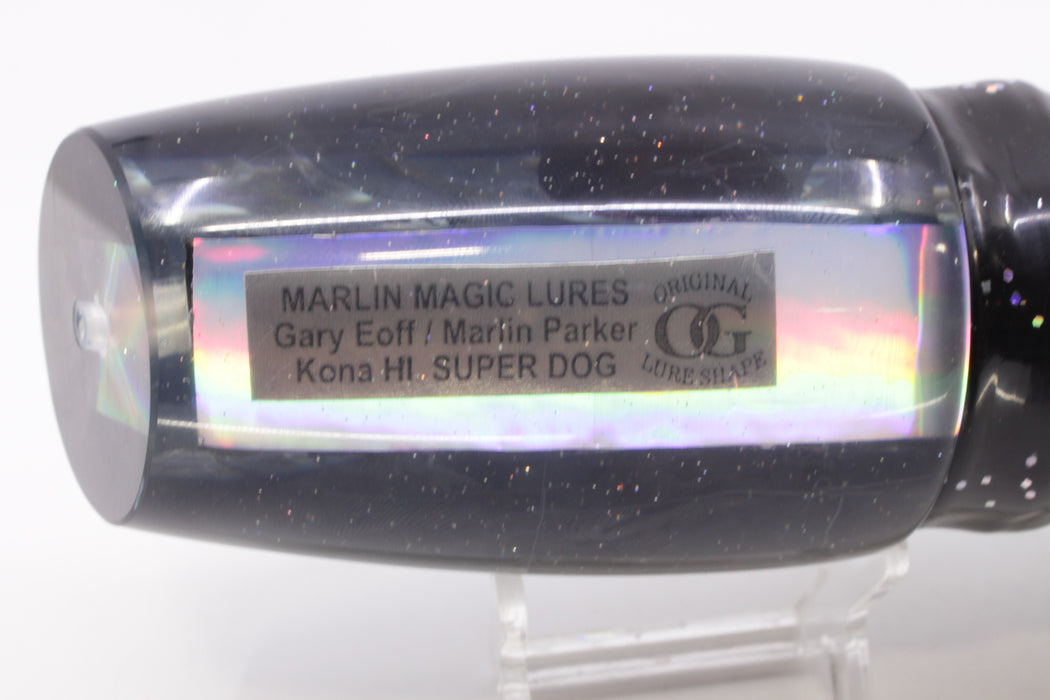 MARLIN MAGIC LURES
Gary Eoff / Marlin Parker
Kona HI. SUPER DOG
ORIGINAL
OG
LURE SHAPE